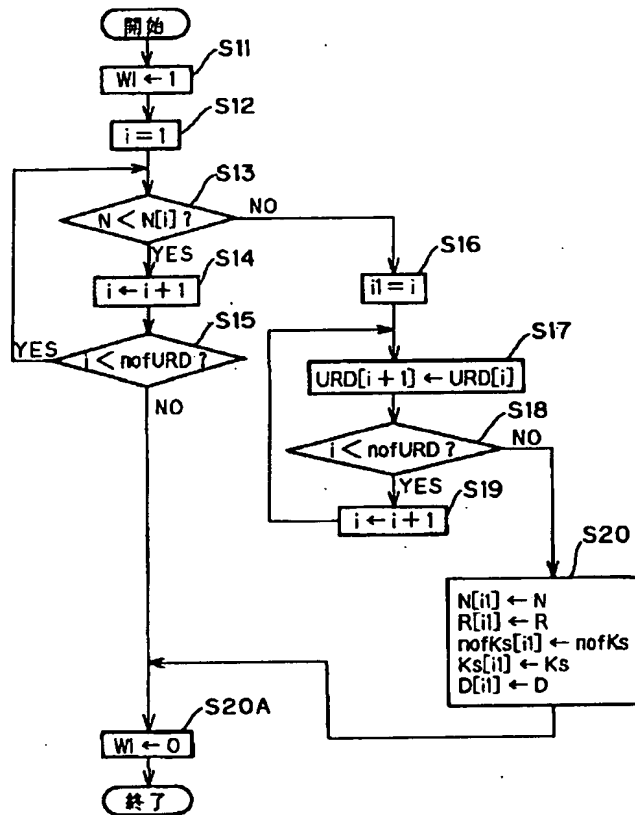 開始
S11
WI ← 1
S12
i = 1
S13
N < N[i] ?
NO
YES
S14
i ← i + 1
S15
i < nofURD ?
YES
NO
S16
i1 = i
S17
URD[i + 1] ← URD[i]
S18
i < nofURD ?
NO
YES
S19
i ← i + 1
S20
N[i1] ← N
R[i1] ← R
nofKs[i1] ← nofKs
Ks[i1] ← Ks
D[i1] ← D
S20A
WI ← 0
終了